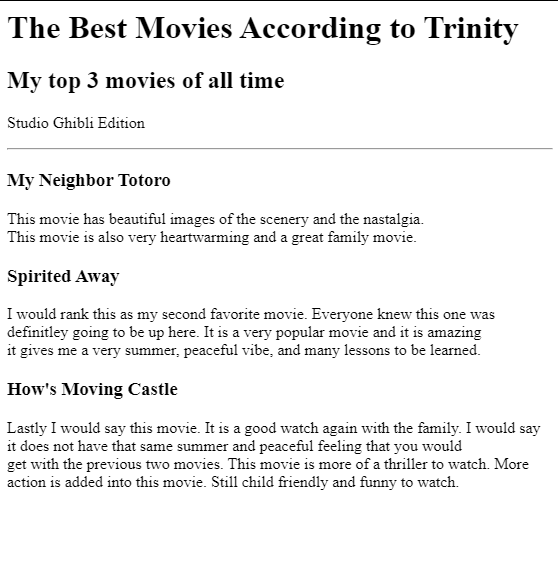 The Best Movies According to Trinity
My top 3 movies of all time
Studio Ghibli Edition
My Neighbor Totoro
This movie has beautiful images of the scenery and the nastalgia.
This movie is also very heartwarming and a great family movie.
Spirited Away
I would rank this as my second favorite movie. Everyone knew this one was
definitley going to be up here. It is a very popular movie and it is amazing
it gives me a very summer, peaceful vibe, and many lessons to be learned.
How's Moving Castle
Lastly I would say this movie. It is a good watch again with the family. I would say
it does not have that same summer and peaceful feeling that you would
get with the previous two movies. This movie is more of a thriller to watch. More
action is added into this movie. Still child friendly and funny to watch.